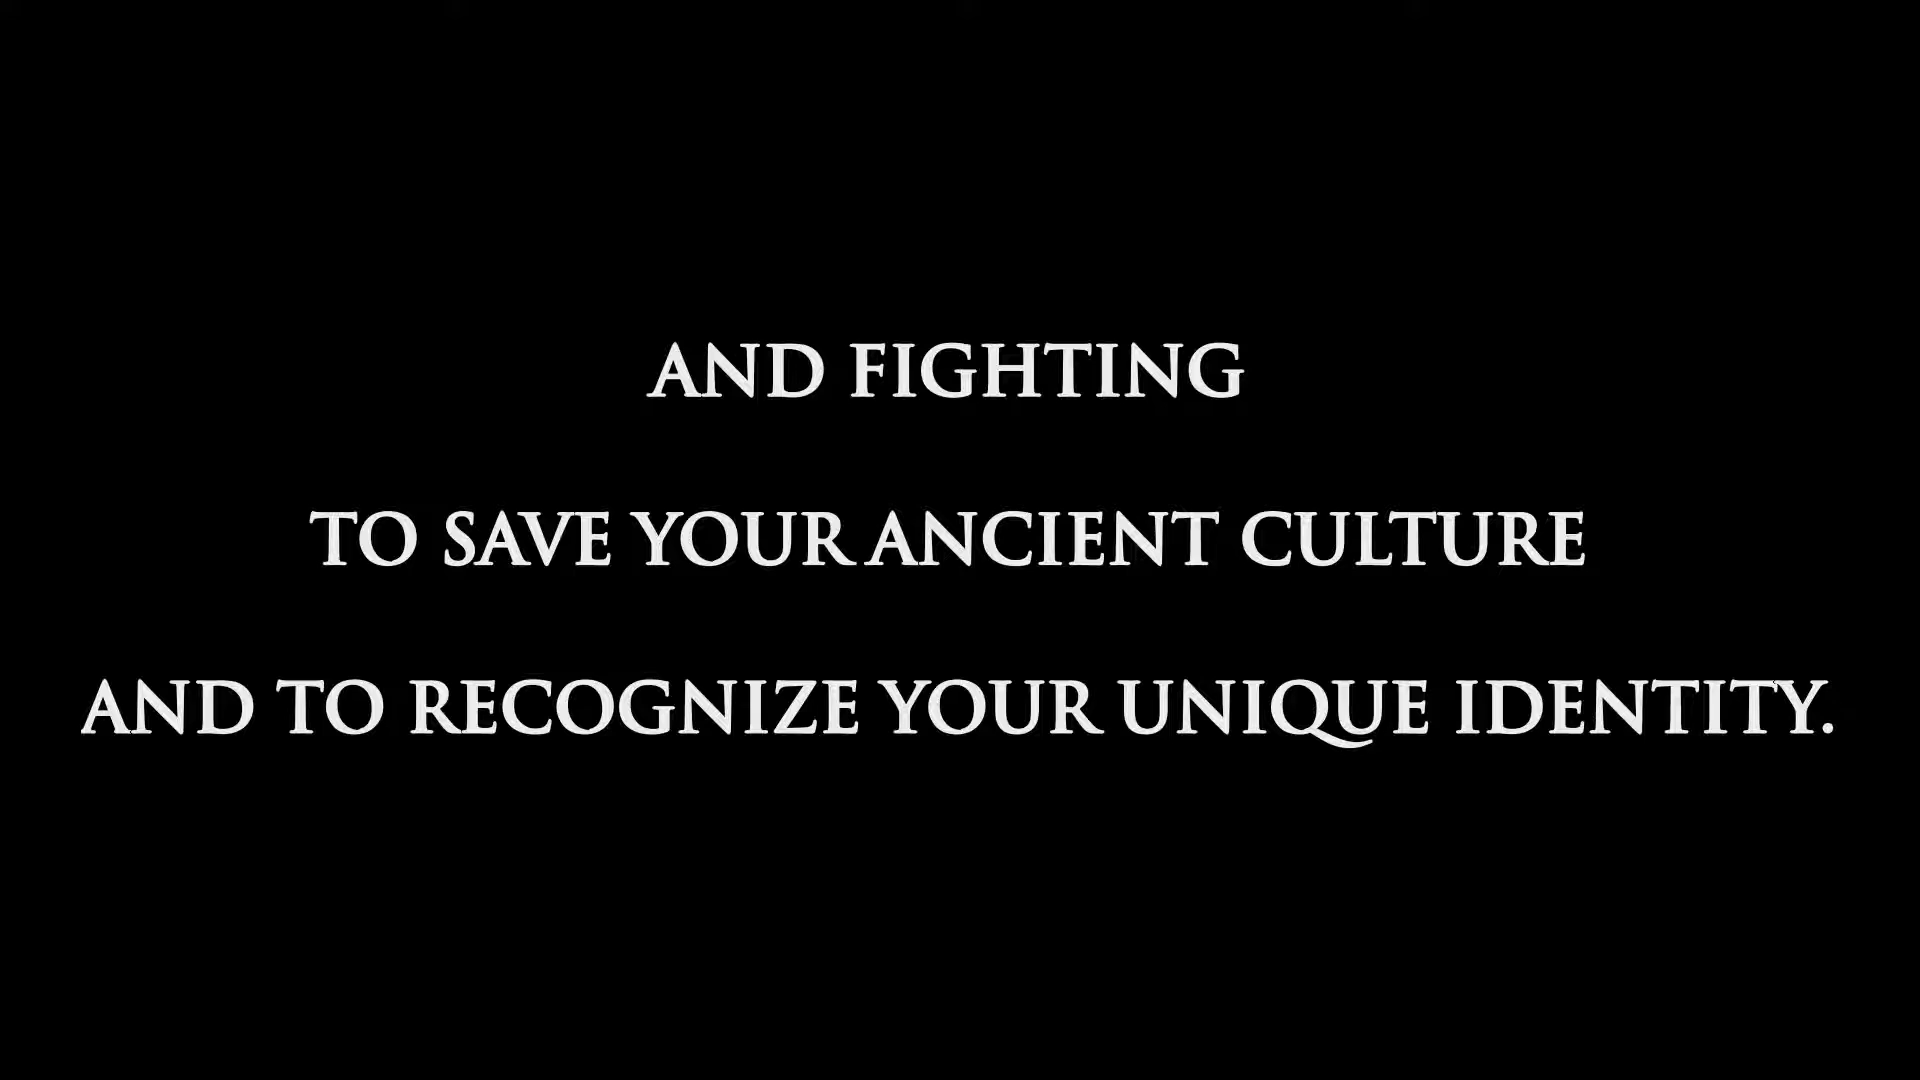 AND FIGHTING
TO SAVE YOUR ANCIENT CULTURE
AND TO RECOGNIZE YOUR UNIQUE IDENTITY.